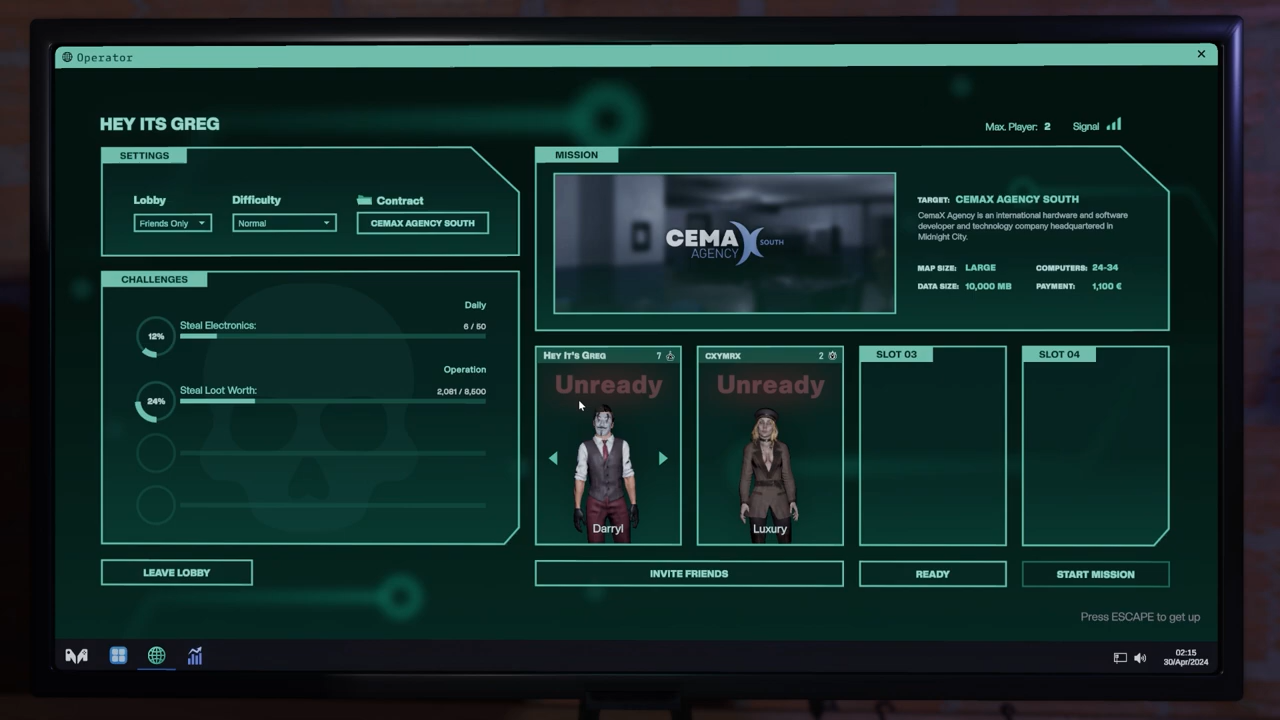 Operator
HEY ITS GREG
Max. Player: 2 Signal
SETTINGS
Lobby Difficulty Contract
Friends Only Normal CEMAX AGENCY SOUTH
CHALLENGES
Daily
12% Steal Electronics: 6 / 50
Operation
24% Steal Loot Worth: 2,081 / 8,500
LEAVE LOBBY
MISSION
CEMAX SOUTH
AGENCY
TARGET: CEMAX AGENCY SOUTH
CemaX Agency is an international hardware and software
developer and technology company headquartered in
Midnight City.
MAP SIZE: LARGE COMPUTERS: 24-34
DATA SIZE: 10,000 MB PAYMENT: 1,100 €
HEY IT'S GREG 7
Unready
Darryl
CXYMRX 2
Unready
Luxury
SLOT 03
SLOT 04
INVITE FRIENDS
READY
START MISSION
Press ESCAPE to get up
02:15
30/Apr/2024